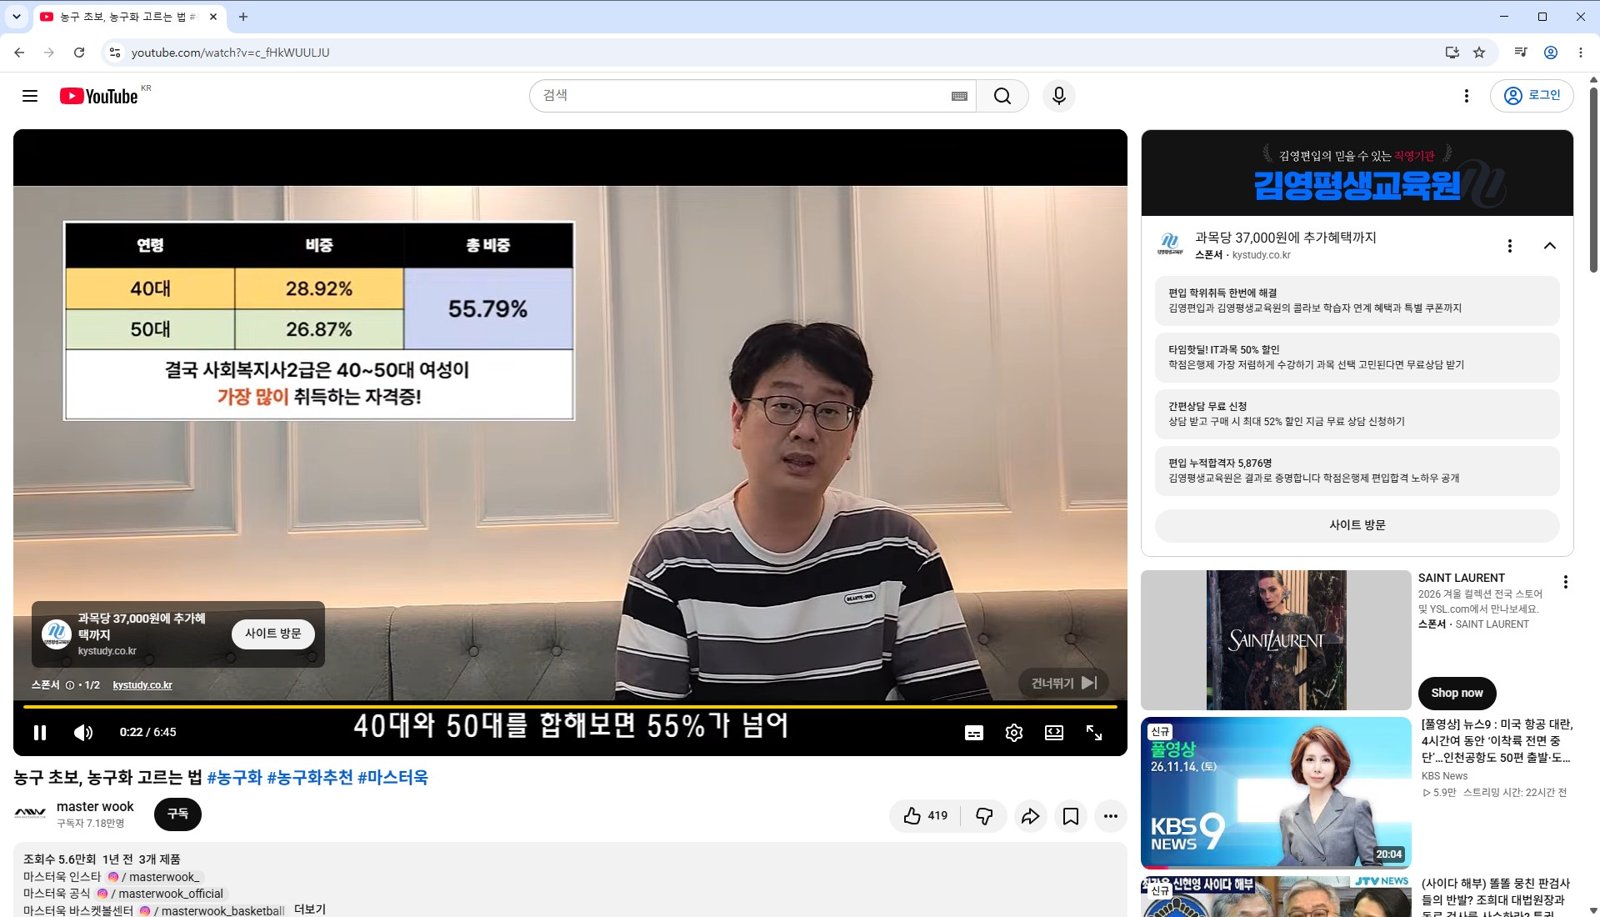 농구 초보, 농구화 고르는 법 #
youtube.com/watch?v=c_fHkWUULJU
YouTube KR
검색
로그인
연령 비중 총 비중
40대 28.92% 55.79%
50대 26.87%
결국 사회복지사2급은 40~50대 여성이
가장 많이 취득하는 자격증!
과목당 37,000원에 추가혜
택까지
kystudy.co.kr
사이트 방문
스폰서 · 1/2 kystudy.co.kr
건너뛰기
0:22 / 6:45
40대와 50대를 합해보면 55%가 넘어
농구 초보, 농구화 고르는 법 #농구화 #농구화추천 #마스터욱
master wook
구독자 7.18만명
구독
419
조회수 5.6만회 1년 전 3개 제품
마스터욱 인스타 / masterwook_
마스터욱 공식 / masterwook_official
마스터욱 바스켓볼센터 / masterwook_basketball 더보기
김영편입의 믿을 수 있는 직영기관
김영평생교육원
과목당 37,000원에 추가혜택까지
스폰서 · kystudy.co.kr
편입 학위취득 한번에 해결
김영편입과 김영평생교육원의 콜라보 학습자 연계 혜택과 특별 쿠폰까지
타임핫딜! IT과목 50% 할인
학점은행제 가장 저렴하게 수강하기 과목 선택 고민된다면 무료상담 받기
간편상담 무료 신청
상담 받고 구매 시 최대 52% 할인 지금 무료 상담 신청하기
편입 누적합격자 5,876명
김영평생교육원은 결과로 증명합니다 학점은행제 편입합격 노하우 공개
사이트 방문
SAINT LAURENT
SAINT LAURENT
2026 겨울 컬렉션 전국 스토어
및 YSL.com에서 만나보세요.
스폰서 · SAINT LAURENT
Shop now
신규
풀영상
26.11.14.(토)
KBS
NEWS 9
20:04
[풀영상] 뉴스9 : 미국 항공 대란,
4시간여 동안 '이착륙 전면 중
단'...인천공항도 50편 출발·도...
KBS News
5.9만 스트리밍 시간: 22시간 전
신현영 사이다 해부
JTV NEWS
신규
(사이다 해부) 똘똘 뭉친 판검사
들의 반발? 조희대 대법원장과